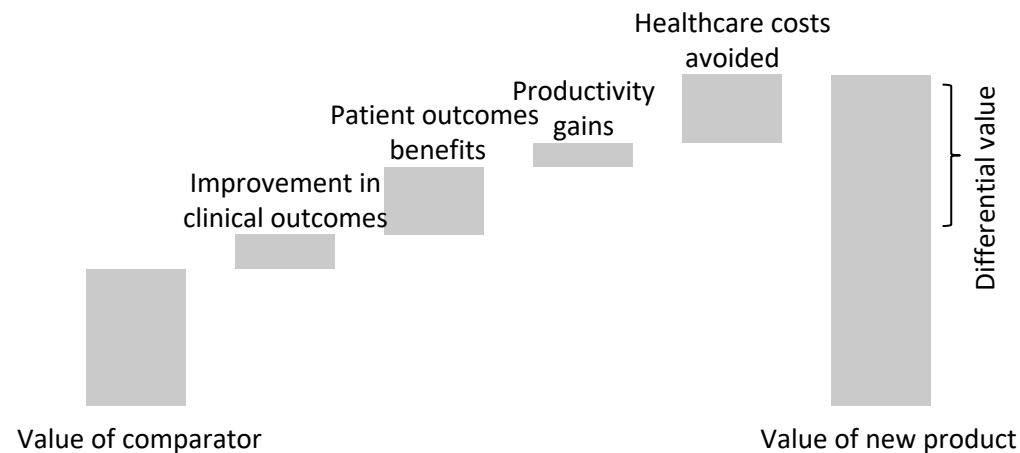 Healthcare costs
avoided
Productivity
gains
Patient outcomes
benefits
Improvement in
clinical outcomes
Differential value
Value of comparator
Value of new product